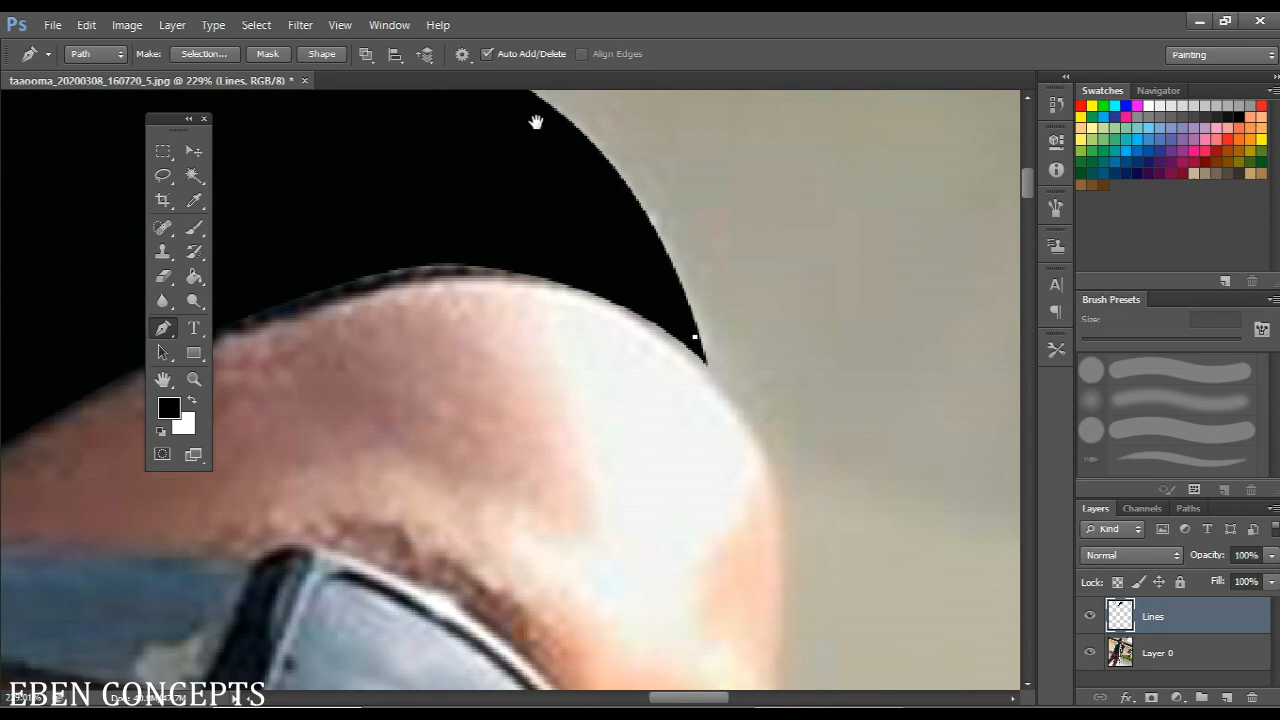 Ps File Edit Image Layer Type Select Filter View Window Help
Path Make: Selection... Mask Shape Auto Add/Delete Align Edges Painting
taaooma_20200308_160720_5.jpg @ 229% (Lines, RGB/8) *
Swatches Navigator
Brush Presets
Size:
Layers Channels Paths
Kind
Normal Opacity: 100%
Lock: Fill: 100%
Lines
Layer 0
EBEN CONCEPTS